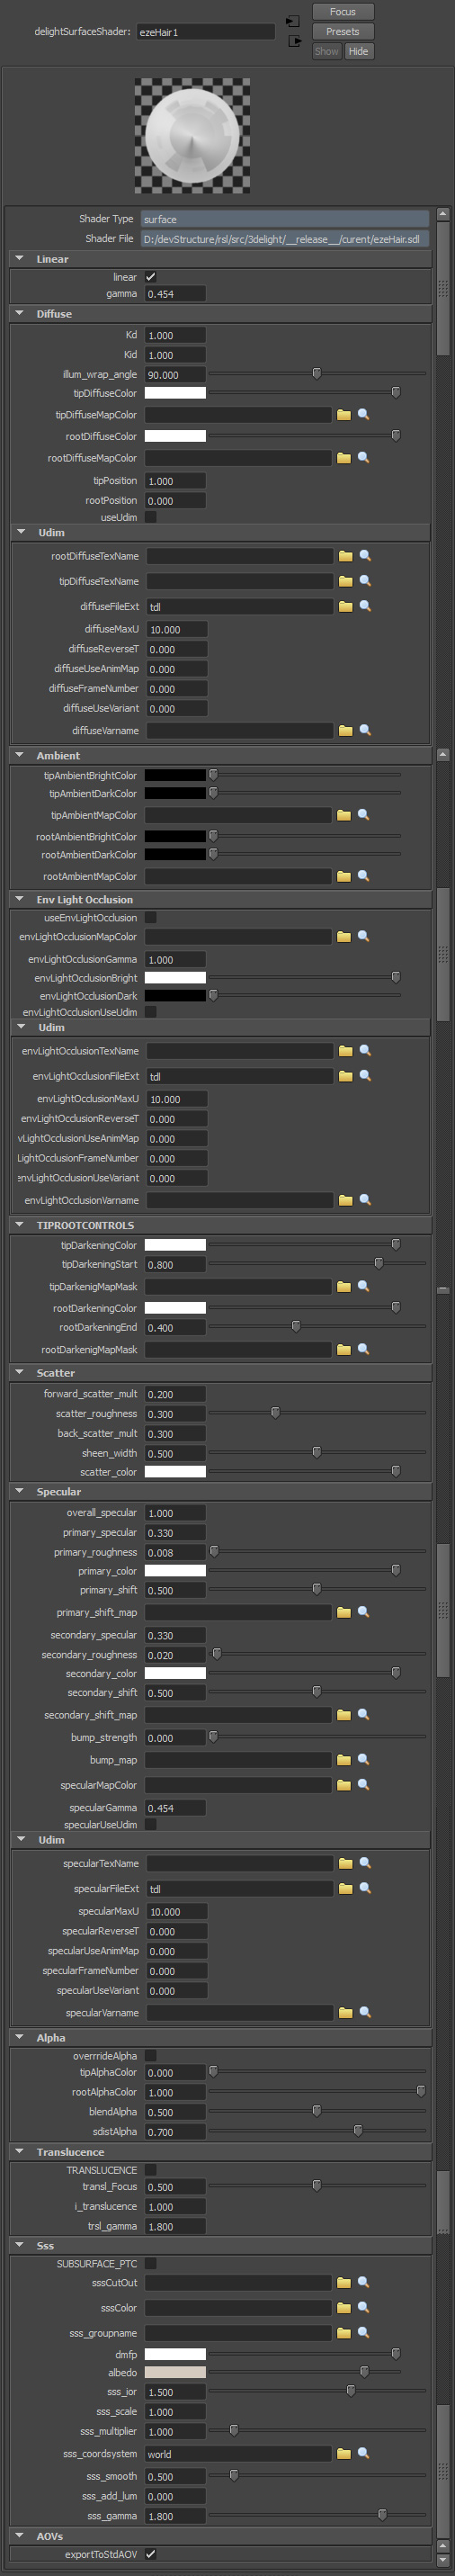 Focus
delightSurfaceShader: ezeHair1
Presets
Show Hide
Shader Type surface
Shader File D:/devStructure/rsl/src/3delight/__release__/curent/ezeHair.sdl
Linear
linear
gamma 0.454
Diffuse
Kd 1.000
Kid 1.000
illum_wrap_angle 90.000
tipDiffuseColor
tipDiffuseMapColor
rootDiffuseColor
rootDiffuseMapColor
tipPosition 1.000
rootPosition 0.000
useUdim
Udim
rootDiffuseTexName
tipDiffuseTexName
diffuseFileExt tdl
diffuseMaxU 10.000
diffuseReverseT 0.000
diffuseUseAnimMap 0.000
diffuseFrameNumber 0.000
diffuseUseVariant 0.000
diffuseVarname
Ambient
tipAmbientBrightColor
tipAmbientDarkColor
tipAmbientMapColor
rootAmbientBrightColor
rootAmbientDarkColor
rootAmbientMapColor
Env Light Occlusion
useEnvLightOcclusion
envLightOcclusionMapColor
envLightOcclusionGamma 1.000
envLightOcclusionBright
envLightOcclusionDark
envLightOcclusionUseUdim
Udim
envLightOcclusionTexName
envLightOcclusionFileExt tdl
envLightOcclusionMaxU 10.000
envLightOcclusionReverseT 0.000
vLightOcclusionUseAnimMap 0.000
LightOcclusionFrameNumber 0.000
envLightOcclusionUseVariant 0.000
envLightOcclusionVarname
TIPROOTCONTROLS
tipDarkeningColor
tipDarkeningStart 0.800
tipDarkenigMapMask
rootDarkeningColor
rootDarkeningEnd 0.400
rootDarkenigMapMask
Scatter
forward_scatter_mult 0.200
scatter_roughness 0.300
back_scatter_mult 0.300
sheen_width 0.500
scatter_color
Specular
overall_specular 1.000
primary_specular 0.330
primary_roughness 0.008
primary_color
primary_shift 0.500
primary_shift_map
secondary_specular 0.330
secondary_roughness 0.020
secondary_color
secondary_shift 0.500
secondary_shift_map
bump_strength 0.000
bump_map
specularMapColor
specularGamma 0.454
specularUseUdim
Udim
specularTexName
specularFileExt tdl
specularMaxU 10.000
specularReverseT 0.000
specularUseAnimMap 0.000
specularFrameNumber 0.000
specularUseVariant 0.000
specularVarname
Alpha
overrrideAlpha
tipAlphaColor 0.000
rootAlphaColor 1.000
blendAlpha 0.500
sdistAlpha 0.700
Translucence
TRANSLUCENCE
transl_Focus 0.500
i_translucence 1.000
trsl_gamma 1.800
Sss
SUBSURFACE_PTC
sssCutOut
sssColor
sss_groupname
dmfp
albedo
sss_ior 1.500
sss_scale 1.000
sss_multiplier 1.000
sss_coordsystem world
sss_smooth 0.500
sss_add_lum 0.000
sss_gamma 1.800
AOVs
exportToStdAOV